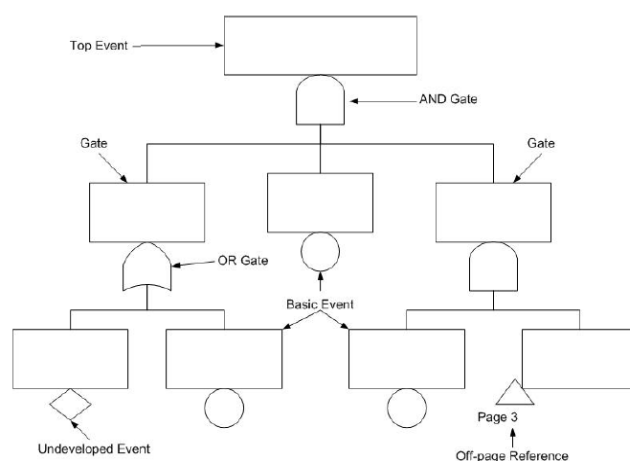 Top Event
AND Gate
Gate
Gate
OR Gate
Basic Event
Page 3
Undeveloped Event
Off-page Reference